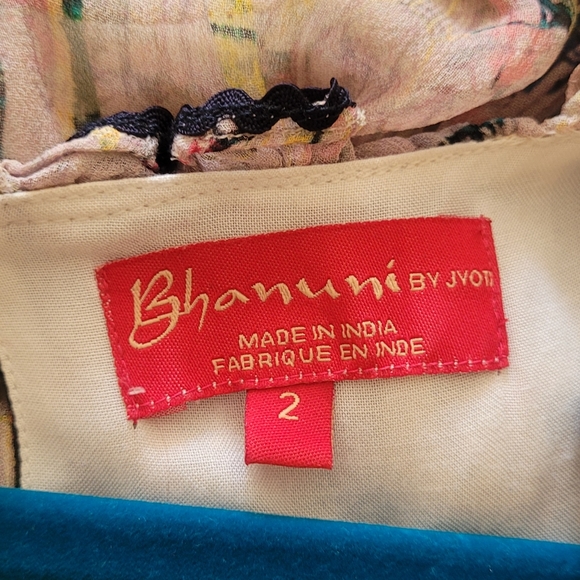 Bhanuni BY JYOTI
MADE IN INDIA
FABRIQUE EN INDE
2